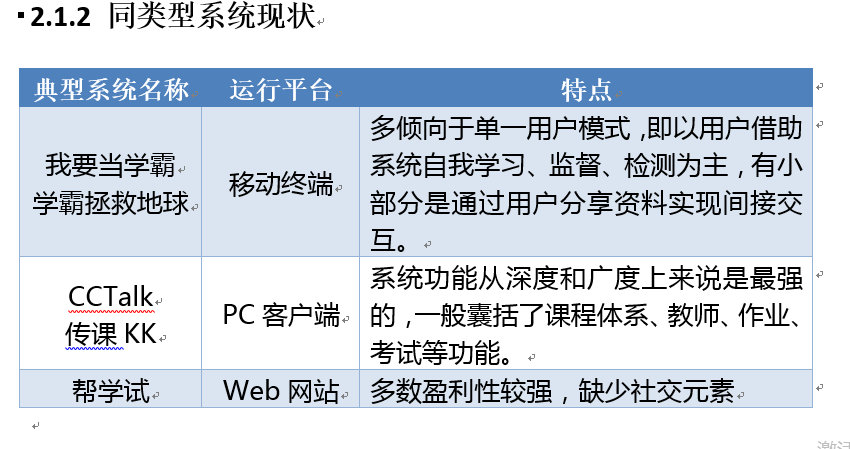 2.1.2 同类型系统现状
典型系统名称 运行平台 特点
我要当学霸
学霸拯救地球
移动终端
多倾向于单一用户模式，即以用户借助
系统自我学习、监督、检测为主，有小
部分是通过用户分享资料实现间接交
互。
CCTalk
传课 KK
PC 客户端
系统功能从深度和广度上来说是最强
的，一般囊括了课程体系、教师、作业、
考试等功能。
帮学试 Web 网站 多数盈利性较强，缺少社交元素